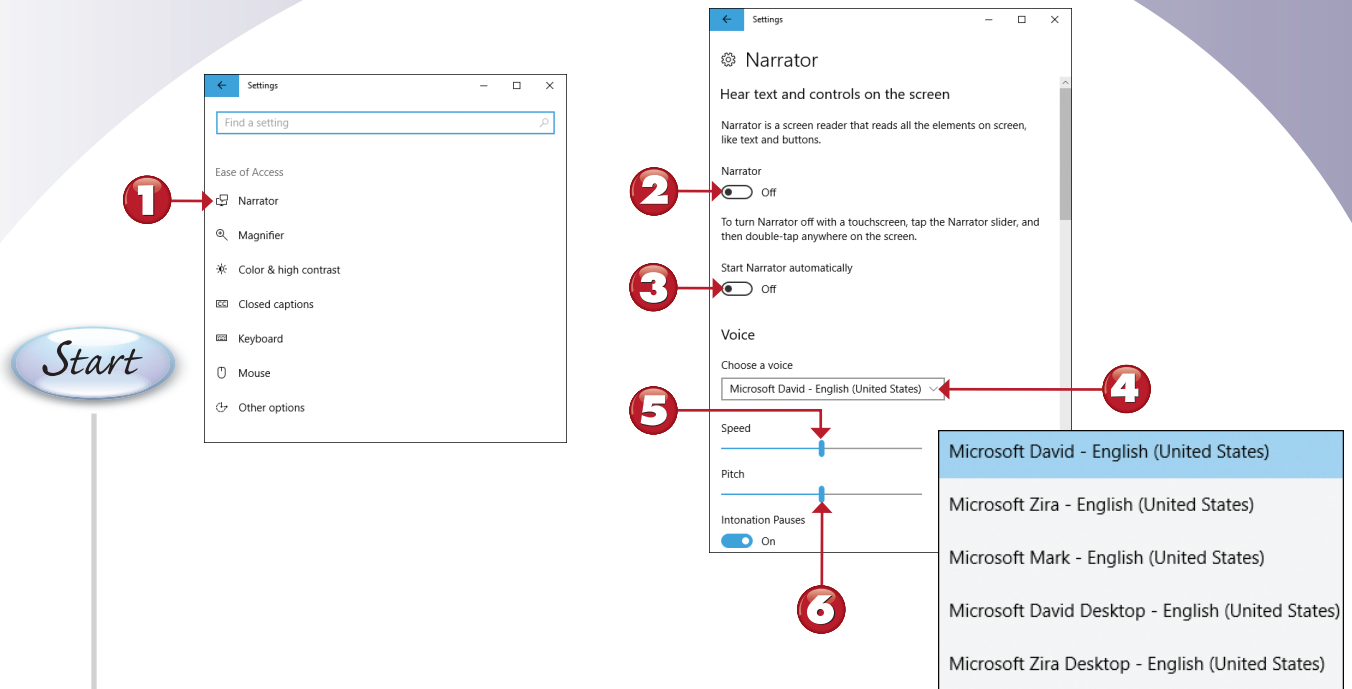 Start
Settings
Find a setting
Ease of Access
1
Narrator
Magnifier
Color & high contrast
Closed captions
Keyboard
Mouse
Other options
Settings
Narrator
Hear text and controls on the screen
Narrator is a screen reader that reads all the elements on screen,
like text and buttons.
Narrator
2
Off
To turn Narrator off with a touchscreen, tap the Narrator slider, and
then double-tap anywhere on the screen.
Start Narrator automatically
3
Off
Voice
Choose a voice
Microsoft David - English (United States)
4
5
Speed
Pitch
Intonation Pauses
On
6
Microsoft David - English (United States)
Microsoft Zira - English (United States)
Microsoft Mark - English (United States)
Microsoft David Desktop - English (United States)
Microsoft Zira Desktop - English (United States)